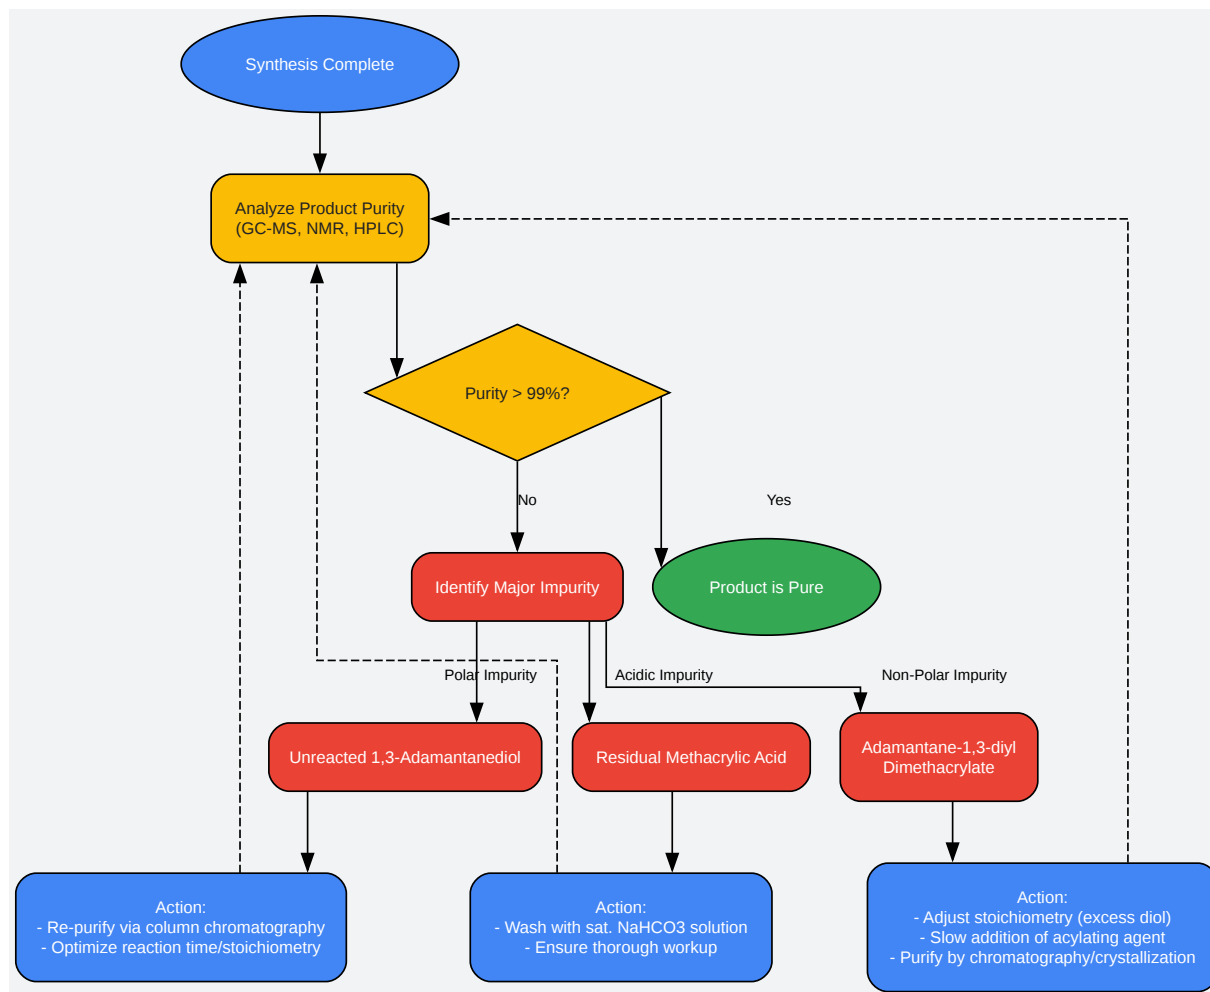 Synthesis Complete
Analyze Product Purity
(GC-MS, NMR, HPLC)
Purity > 99%?
No
Yes
Identify Major Impurity
Product is Pure
Polar Impurity
Acidic Impurity
Non-Polar Impurity
Unreacted 1,3-Adamantanediol
Residual Methacrylic Acid
Adamantane-1,3-diyl
Dimethacrylate
Action:
- Re-purify via column chromatography
- Optimize reaction time/stoichiometry
Action:
- Wash with sat. NaHCO3 solution
- Ensure thorough workup
Action:
- Adjust stoichiometry (excess diol)
- Slow addition of acylating agent
- Purify by chromatography/crystallization